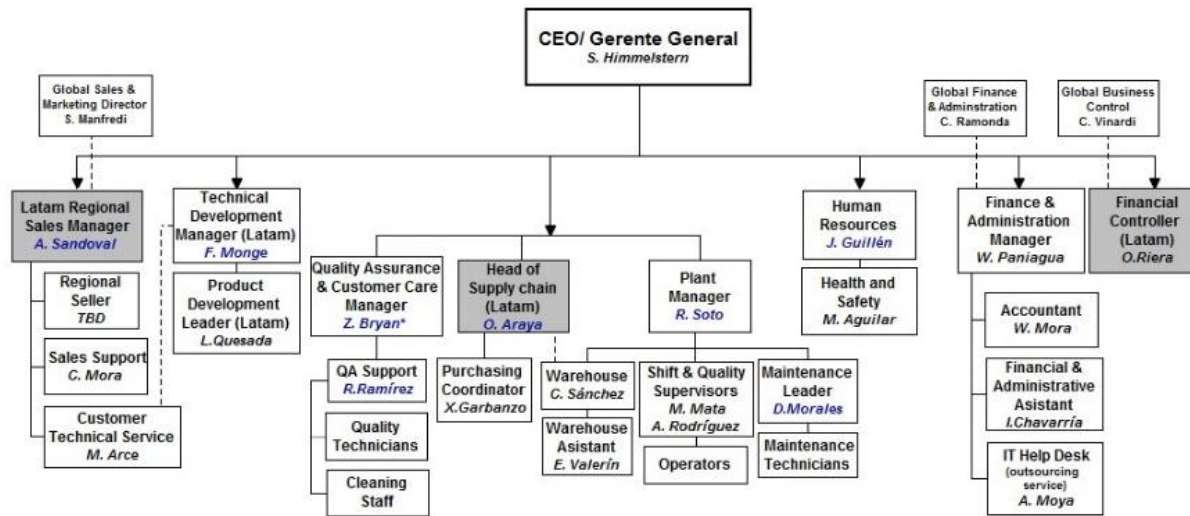 CEO/ Gerente General
S. Himmelstern
Global Sales &
Marketing Director
S. Manfredi
Global Finance
& Adminstration
C. Ramonda
Global Business
Control
C. Vinardi
Latam Regional
Sales Manager
A. Sandoval
Technical
Development
Manager (Latam)
F. Monge
Human
Resources
J. Guillén
Finance &
Administration
Manager
W. Paniagua
Financial
Controller
(Latam)
O.Riera
Quality Assurance
& Customer Care
Manager
Z. Bryan*
Head of
Supply chain
(Latam)
O. Araya
Plant
Manager
R. Soto
Regional
Seller
TBD
Sales Support
C. Mora
Customer
Technical Service
M. Arce
Product
Development
Leader (Latam)
L.Quesada
Health and
Safety
M. Aguilar
QA Support
R.Ramírez
Quality
Technicians
Cleaning
Staff
Purchasing
Coordinator
X.Garbanzo
Warehouse
C. Sánchez
Warehouse
Asistant
E. Valerín
Shift & Quality
Supervisors
M. Mata
A. Rodríguez
Operators
Maintenance
Leader
D.Morales
Maintenance
Technicians
Accountant
W. Mora
Financial &
Administrative
Asistant
I.Chavarría
IT Help Desk
(outsourcing
service)
A. Moya